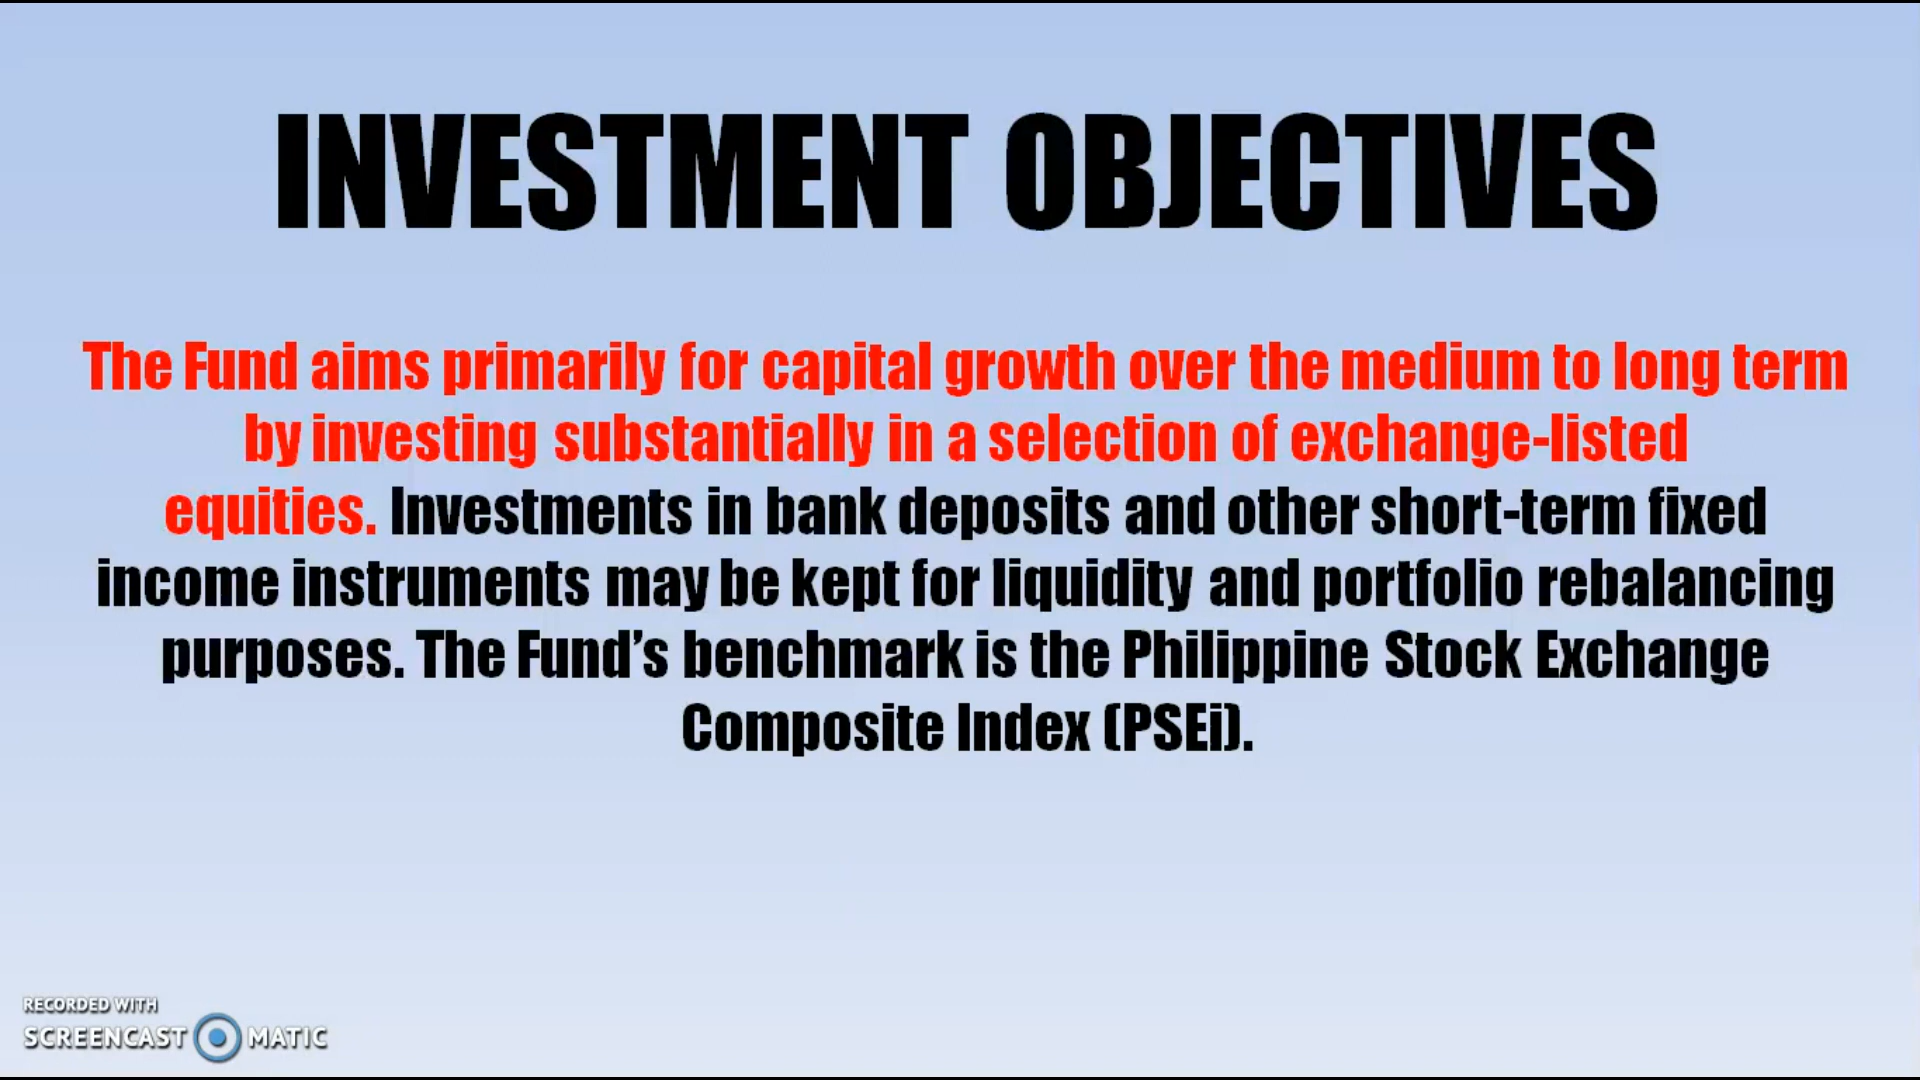 INVESTMENT OBJECTIVES
The Fund aims primarily for capital growth over the medium to long term
by investing substantially in a selection of exchange-listed
equities. Investments in bank deposits and other short-term fixed
income instruments may be kept for liquidity and portfolio rebalancing
purposes. The Fund’s benchmark is the Philippine Stock Exchange
Composite Index (PSEi).
RECORDED WITH
SCREENCAST MATIC